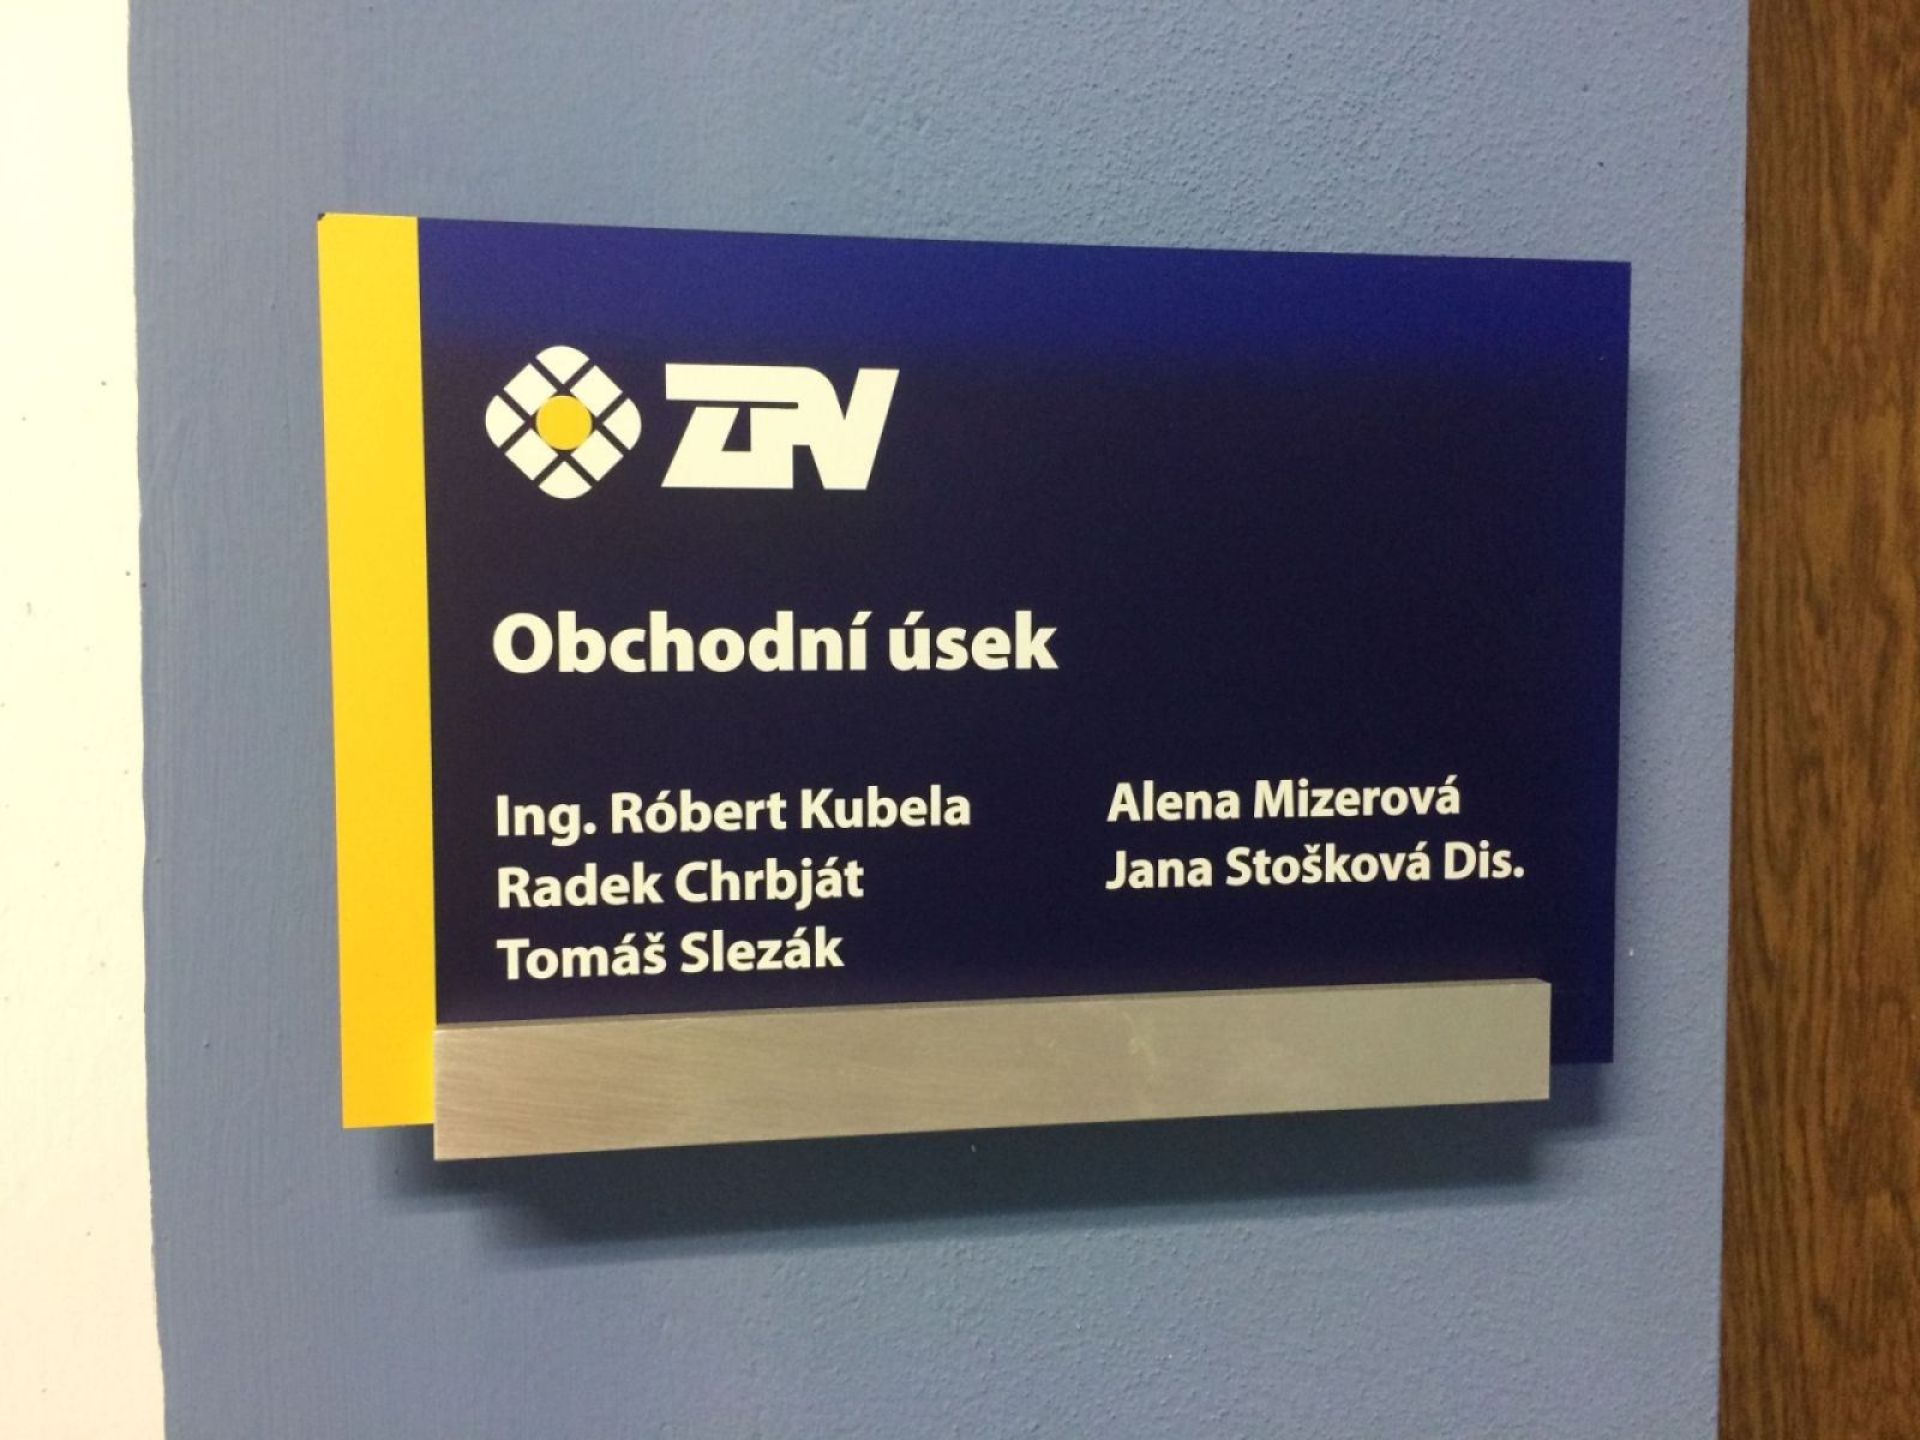 ZPV
Obchodní úsek
Ing. Róbert Kubela
Radek Chrbját
Tomáš Slezák
Alena Mizerová
Jana Stošková Dis.